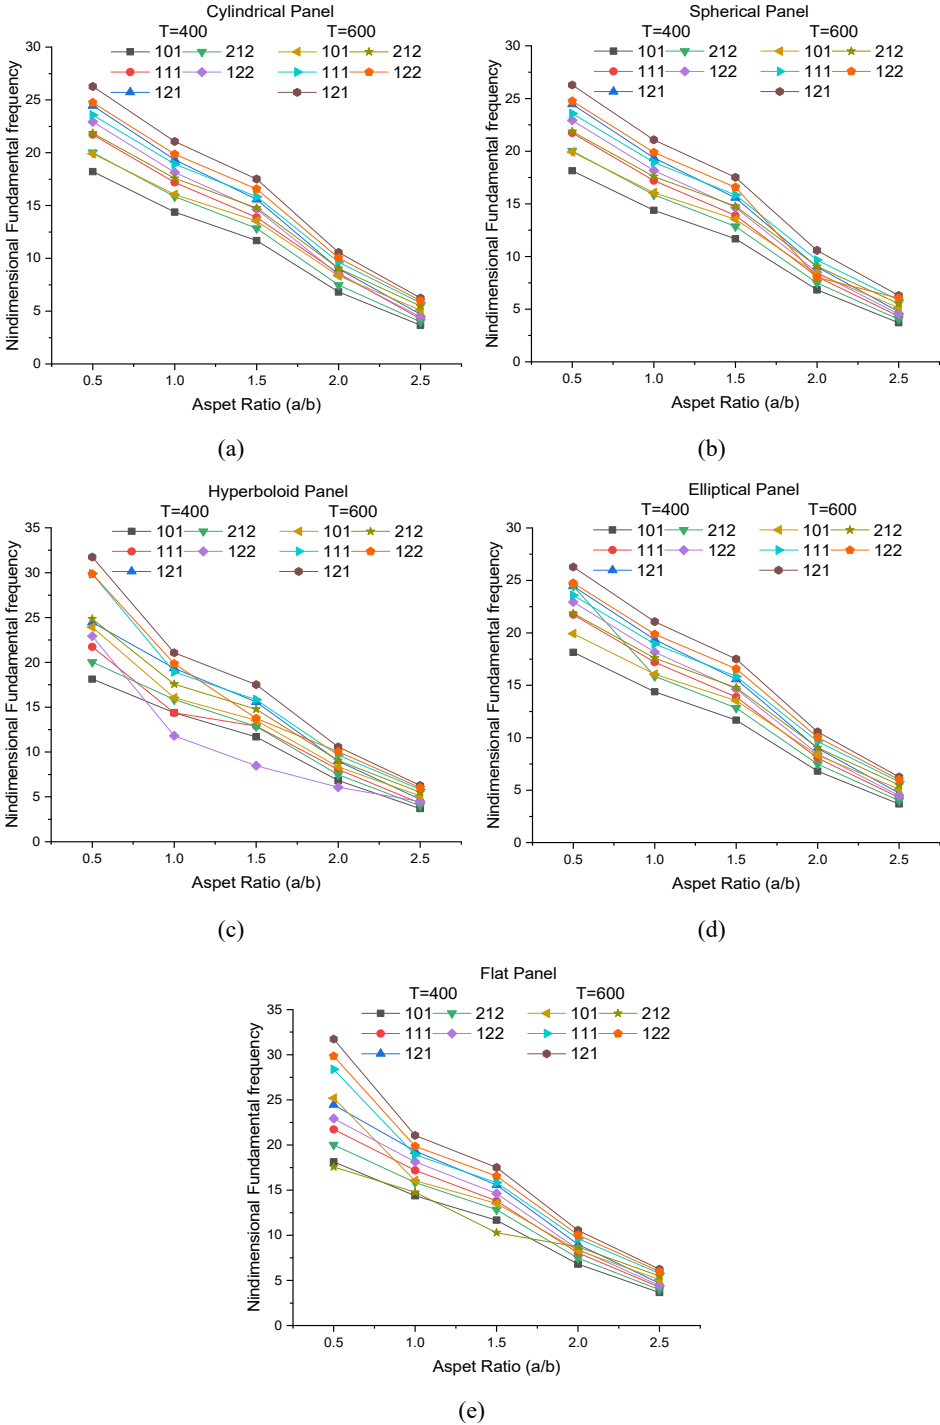 Cylindrical Panel
T=400 T=600
101 212 101 212
111 122 111 122
121 121
30
25
20
15
10
5
0
0.5 1.0 1.5 2.0 2.5
Nindimensional Fundamental frequency
Aspet Ratio (a/b)
(a)
Spherical Panel
T=400 T=600
101 212 101 212
111 122 111 122
121 121
30
25
20
15
10
5
0
0.5 1.0 1.5 2.0 2.5
Nindimensional Fundamental frequency
Aspet Ratio (a/b)
(b)
Hyperboloid Panel
T=400 T=600
101 212 101 212
111 122 111 122
121 121
35
30
25
20
15
10
5
0
0.5 1.0 1.5 2.0 2.5
Nindimensional Fundamental frequency
Aspet Ratio (a/b)
(c)
Elliptical Panel
T=400 T=600
101 212 101 212
111 122 111 122
121 121
30
25
20
15
10
5
0
0.5 1.0 1.5 2.0 2.5
Nindimensional Fundamental frequency
Aspet Ratio (a/b)
(d)
Flat Panel
T=400 T=600
101 212 101 212
111 122 111 122
121 121
35
30
25
20
15
10
5
0
0.5 1.0 1.5 2.0 2.5
Nindimensional Fundamental frequency
Aspet Ratio (a/b)
(e)